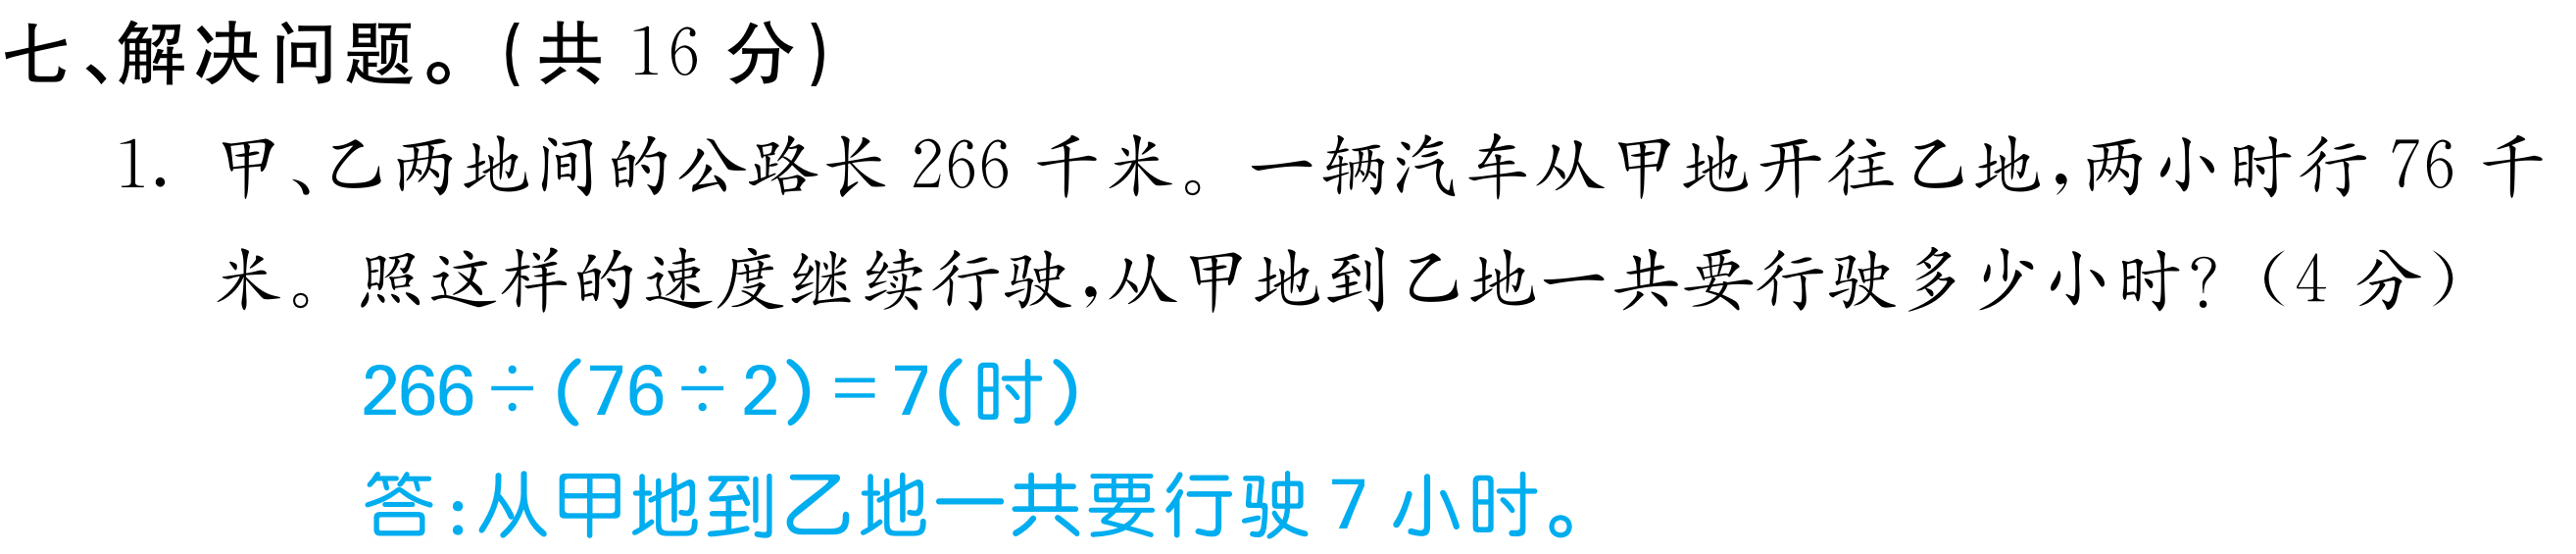 七、解决问题。(共 16 分)
1. 甲、乙两地间的公路长 266 千米。一辆汽车从甲地开往乙地,两小时行 76 千
米。照这样的速度继续行驶,从甲地到乙地一共要行驶多少小时?(4 分)
266÷(76÷2)=7(时)
答:从甲地到乙地一共要行驶 7 小时。